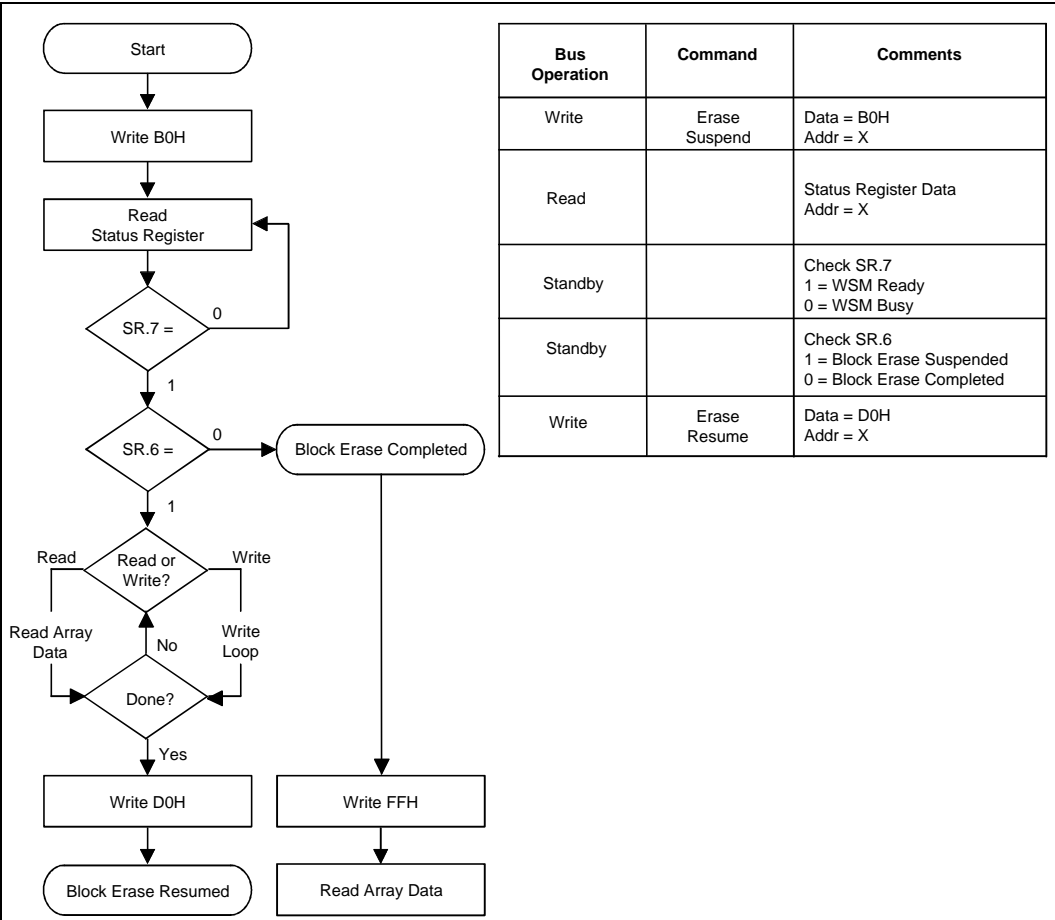 Start
Write B0H
Read
Status Register
SR.7 =
0
1
SR.6 =
0
Block Erase Completed
1
Read
Read or
Write?
Write
Read Array
Data
No
Write
Loop
Done?
Yes
Write D0H
Write FFH
Block Erase Resumed
Read Array Data
Bus
Operation
Command
Comments
Write
Erase
Suspend
Data = B0H
Addr = X
Read
Status Register Data
Addr = X
Standby
Check SR.7
1 = WSM Ready
0 = WSM Busy
Standby
Check SR.6
1 = Block Erase Suspended
0 = Block Erase Completed
Write
Erase
Resume
Data = D0H
Addr = X